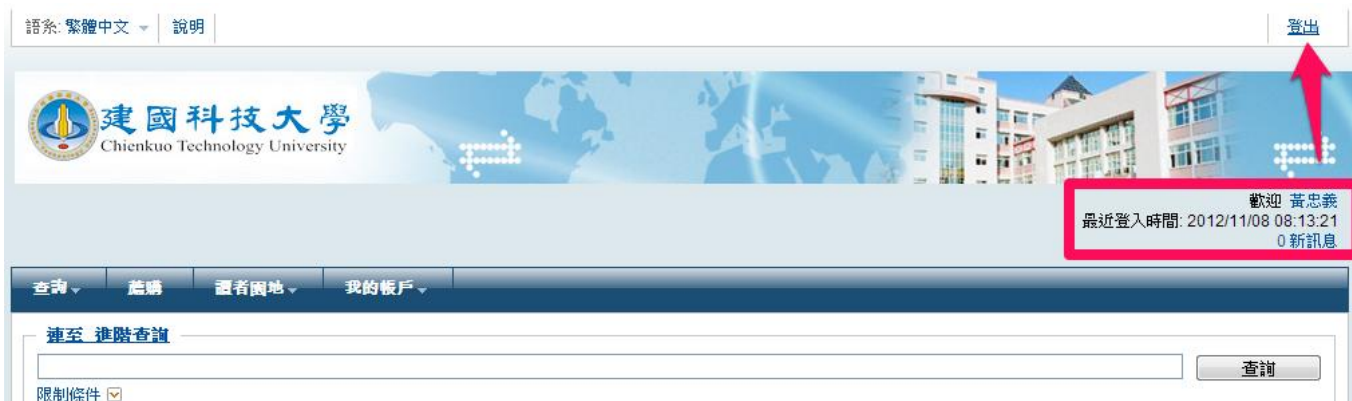 語系: 繁體中文 說明 登出
建國科技大學
Chienkuo Technology University
歡迎 黃忠義
最近登入時間: 2012/11/08 08:13:21
0 新訊息
查詢 薦購 讀者園地 我的帳戶
連至 進階查詢
查詢
限制條件